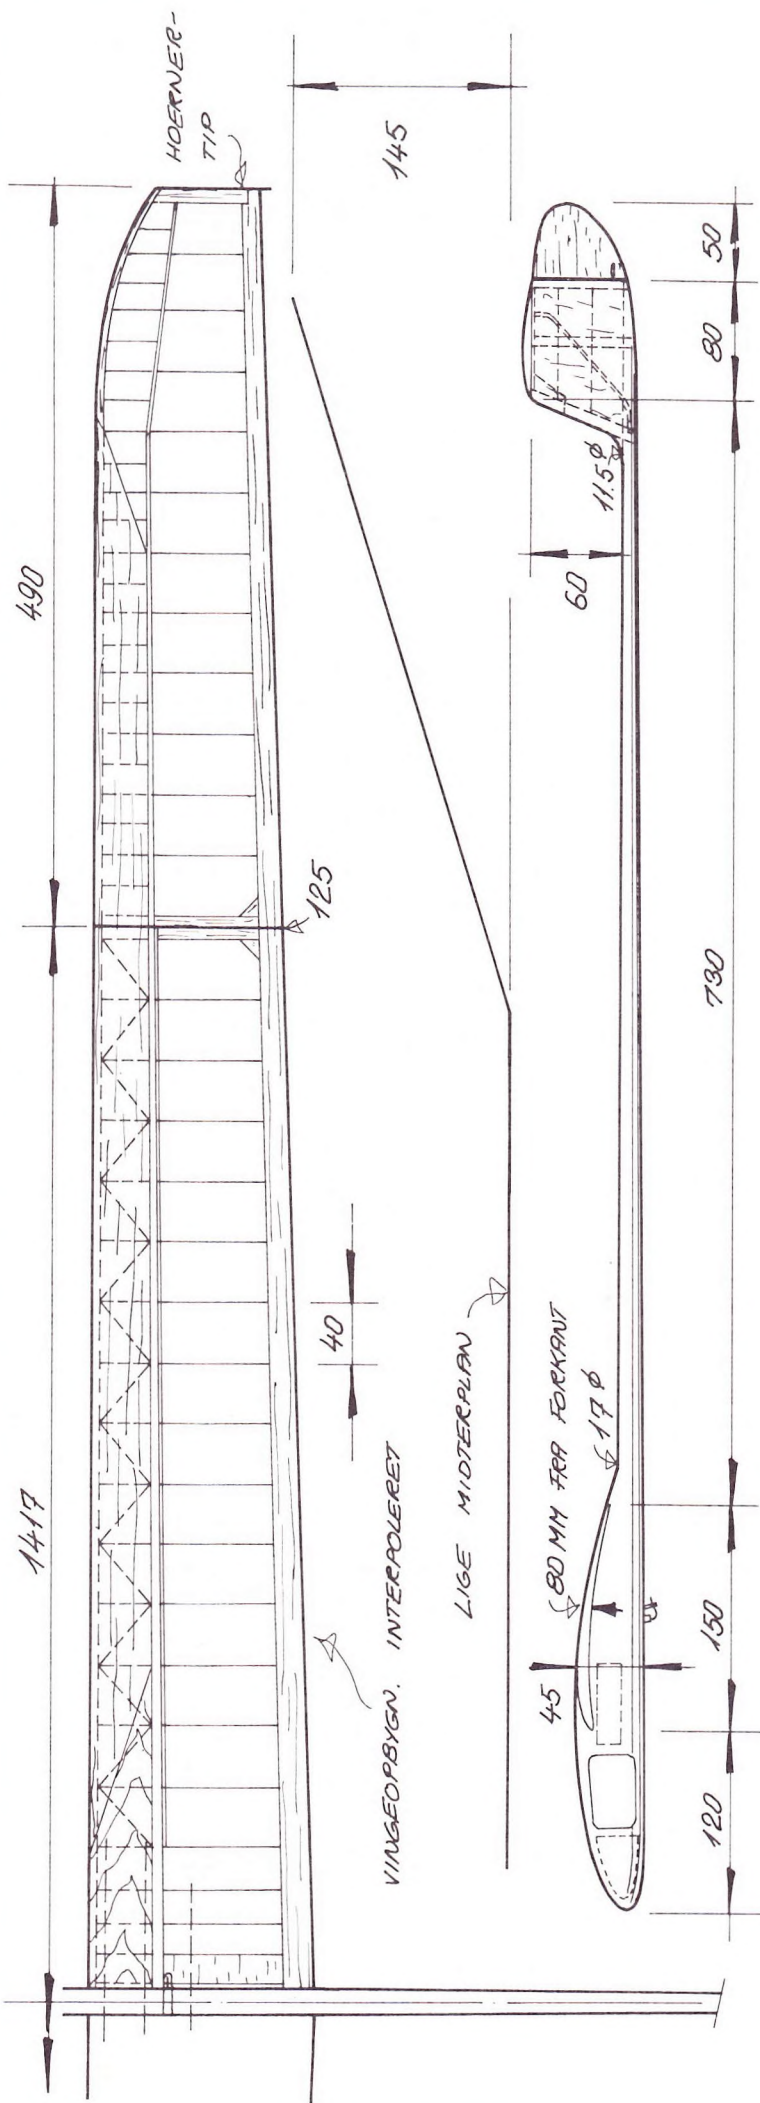 HOERNER-
TIP
145
490
1417
125
40
VINGEOPBYGN. INTERPOLERET
LIGE MIDTERPLAN
50
80
11.5 φ
60
730
17 φ
80 MM FRA FORKANT
45
150
120